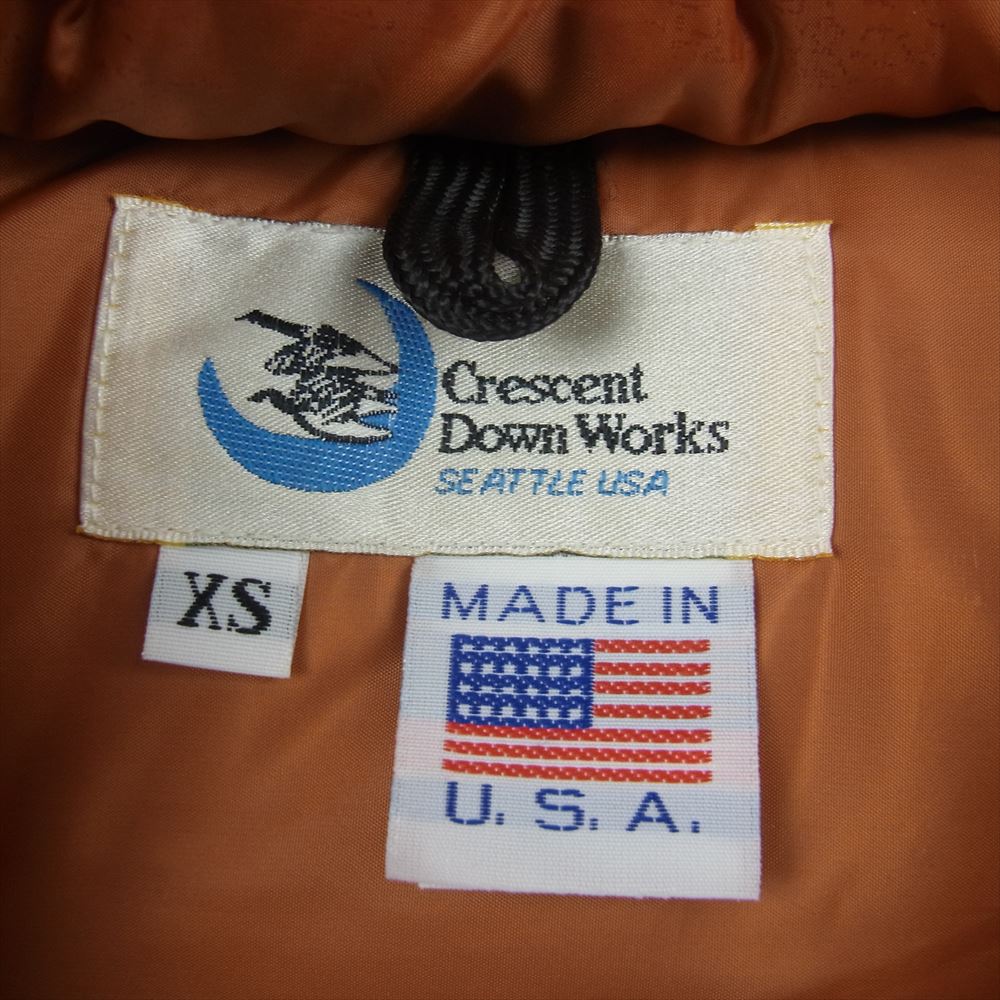 Crescent
Down Works
SEATTLE USA
XS
MADE IN
U. S. A.